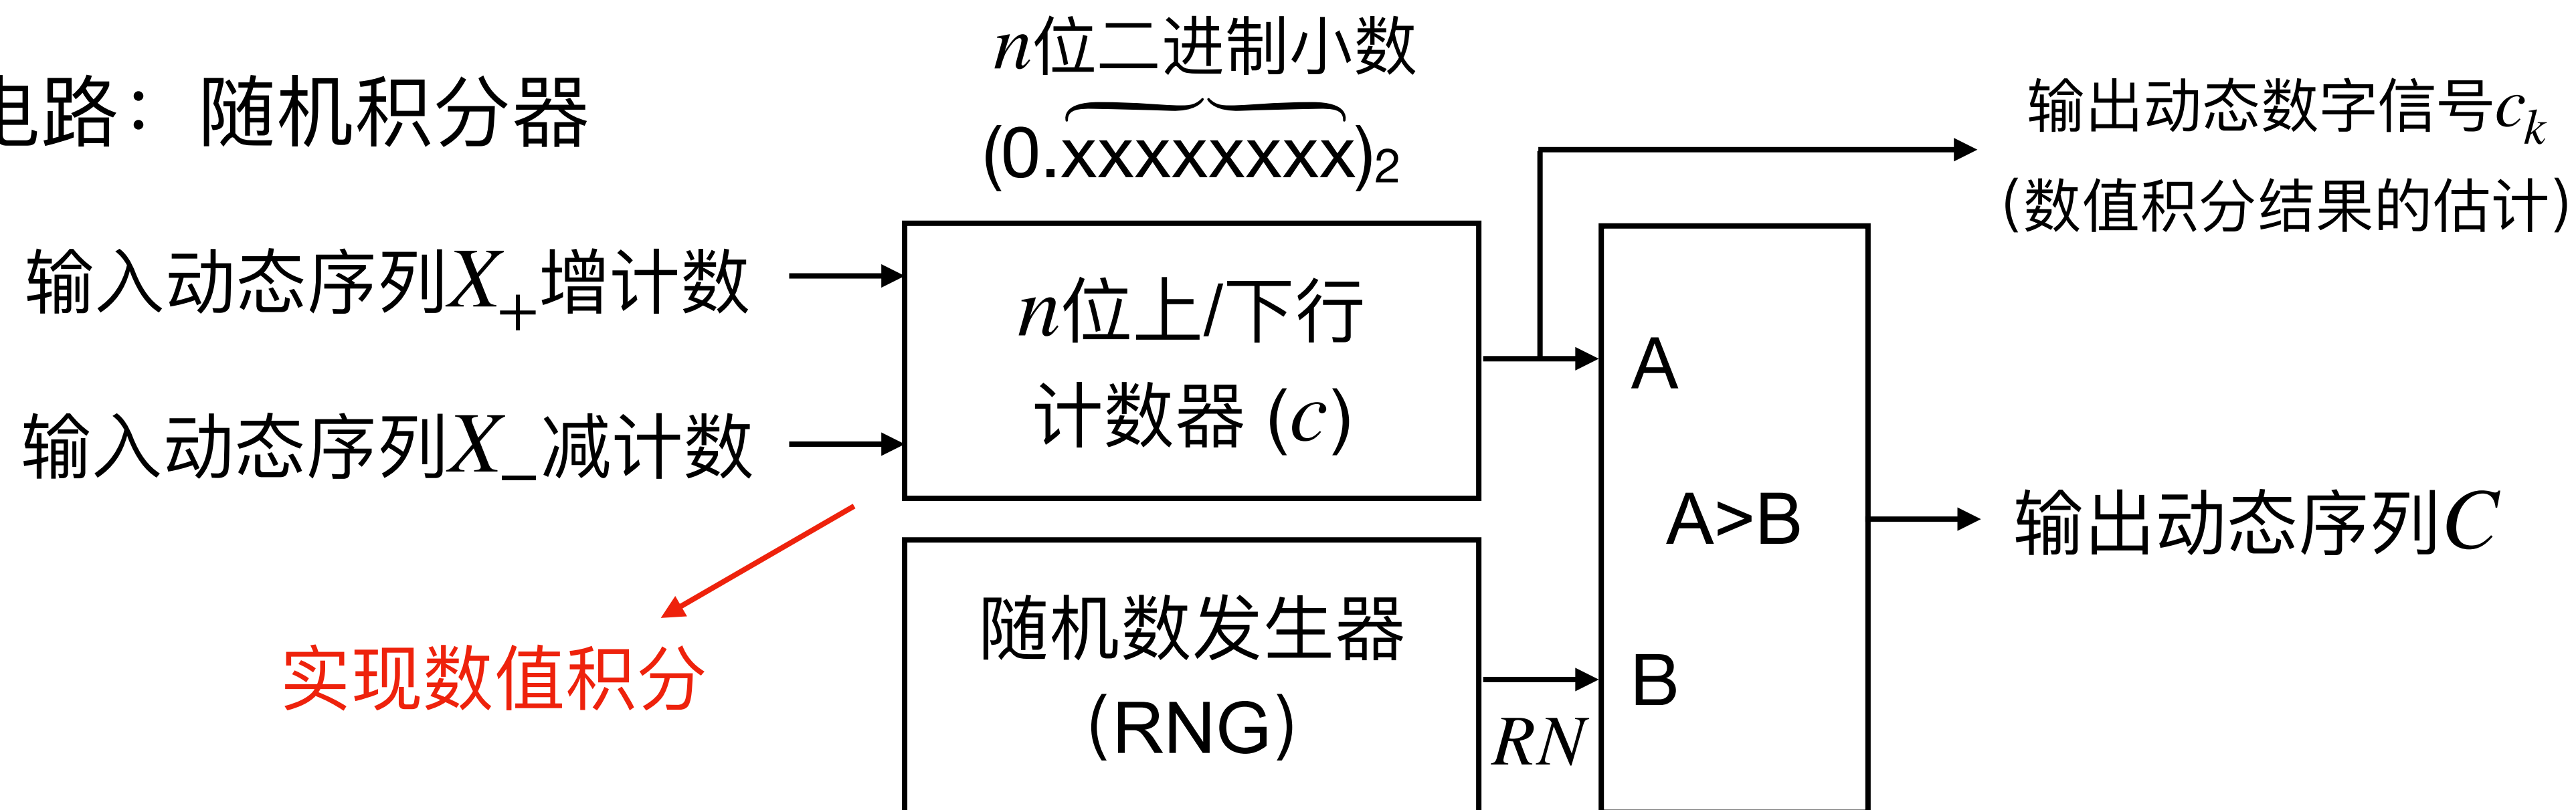 电路：随机积分器
n位二进制小数
(0.xxxxxxxx)₂
输入动态序列X₊增计数
输入动态序列X₋减计数
n位上/下行
计数器 (c)
随机数发生器
(RNG)
实现数值积分
RN
A
A>B
B
输出动态数字信号cₖ
(数值积分结果的估计)
输出动态序列C